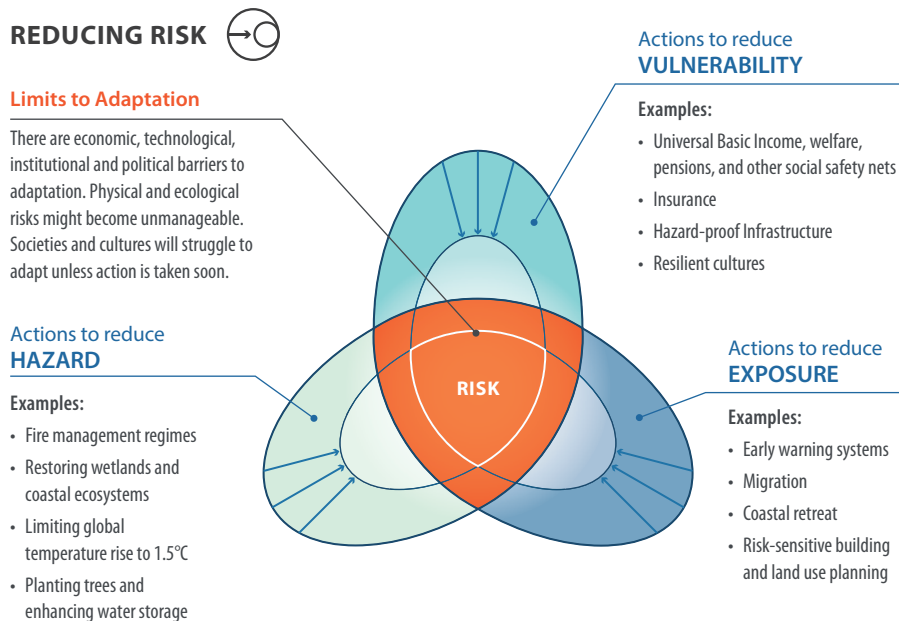 REDUCING RISK
Limits to Adaptation
There are economic, technological,
institutional and political barriers to
adaptation. Physical and ecological
risks might become unmanageable.
Societies and cultures will struggle to
adapt unless action is taken soon.
Actions to reduce
VULNERABILITY
Examples:
• Universal Basic Income, welfare,
pensions, and other social safety nets
• Insurance
• Hazard-proof Infrastructure
• Resilient cultures
Actions to reduce
HAZARD
Examples:
• Fire management regimes
• Restoring wetlands and
coastal ecosystems
• Limiting global
temperature rise to 1.5°C
• Planting trees and
enhancing water storage
RISK
Actions to reduce
EXPOSURE
Examples:
• Early warning systems
• Migration
• Coastal retreat
• Risk-sensitive building
and land use planning